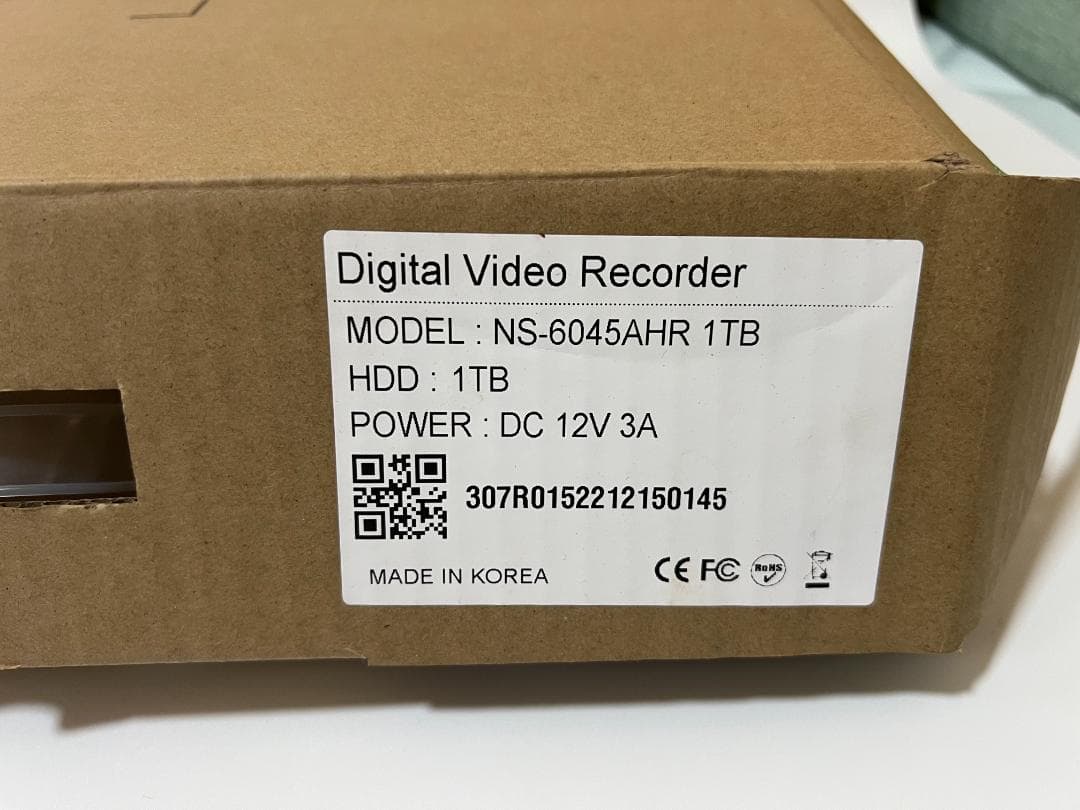 Digital Video Recorder
MODEL : NS-6045AHR 1TB
HDD : 1TB
POWER : DC 12V 3A
307R0152212150145
MADE IN KOREA
CE FC RoHS